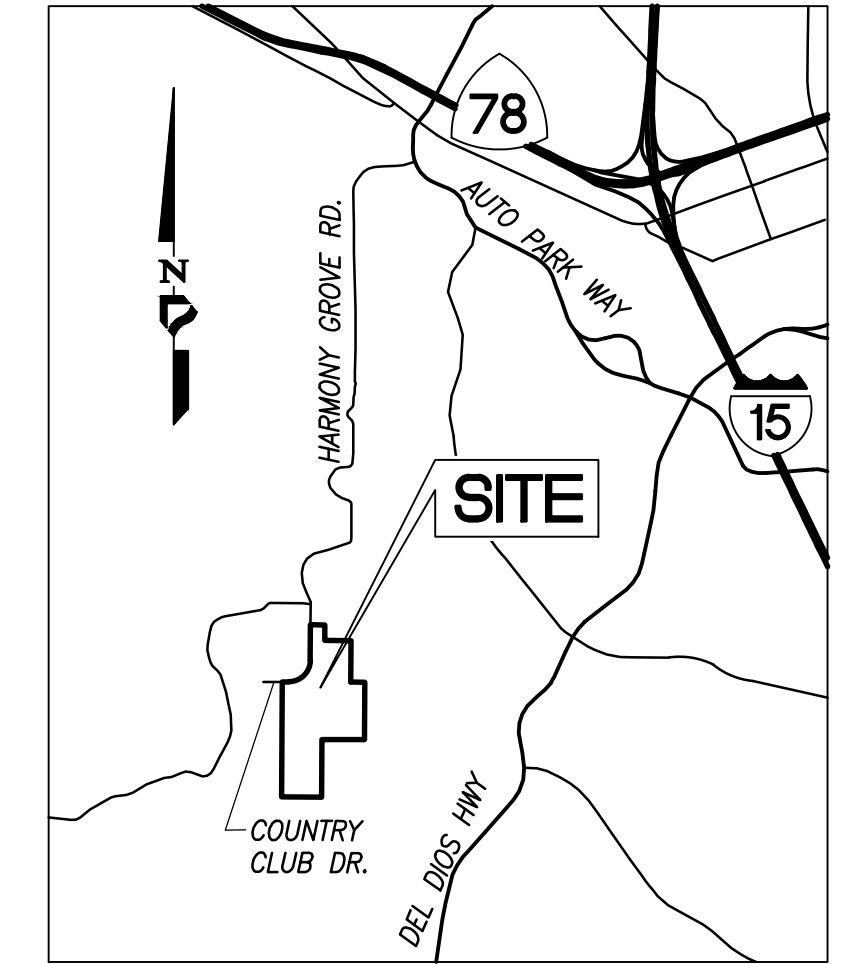 78
AUTO PARK WAY
HARMONY GROVE RD.
N
15
SITE
COUNTRY
CLUB DR.
DEL DIOS HWY